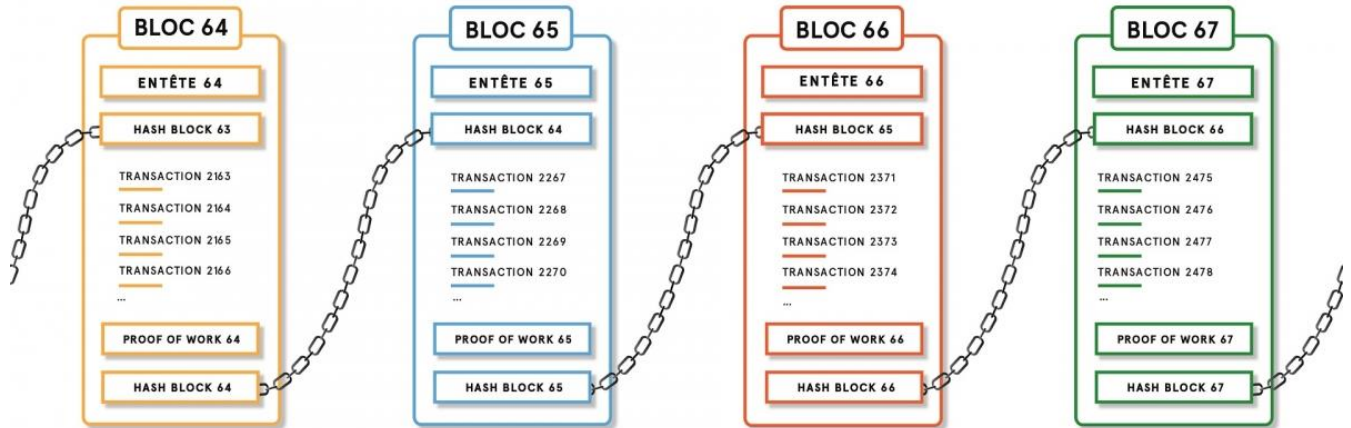 BLOC 64
ENTÊTE 64
HASH BLOCK 63
TRANSACTION 2163
TRANSACTION 2164
TRANSACTION 2165
TRANSACTION 2166
...
PROOF OF WORK 64
HASH BLOCK 64
BLOC 65
ENTÊTE 65
HASH BLOCK 64
TRANSACTION 2267
TRANSACTION 2268
TRANSACTION 2269
TRANSACTION 2270
...
PROOF OF WORK 65
HASH BLOCK 65
BLOC 66
ENTÊTE 66
HASH BLOCK 65
TRANSACTION 2371
TRANSACTION 2372
TRANSACTION 2373
TRANSACTION 2374
...
PROOF OF WORK 66
HASH BLOCK 66
BLOC 67
ENTÊTE 67
HASH BLOCK 66
TRANSACTION 2475
TRANSACTION 2476
TRANSACTION 2477
TRANSACTION 2478
...
PROOF OF WORK 67
HASH BLOCK 67